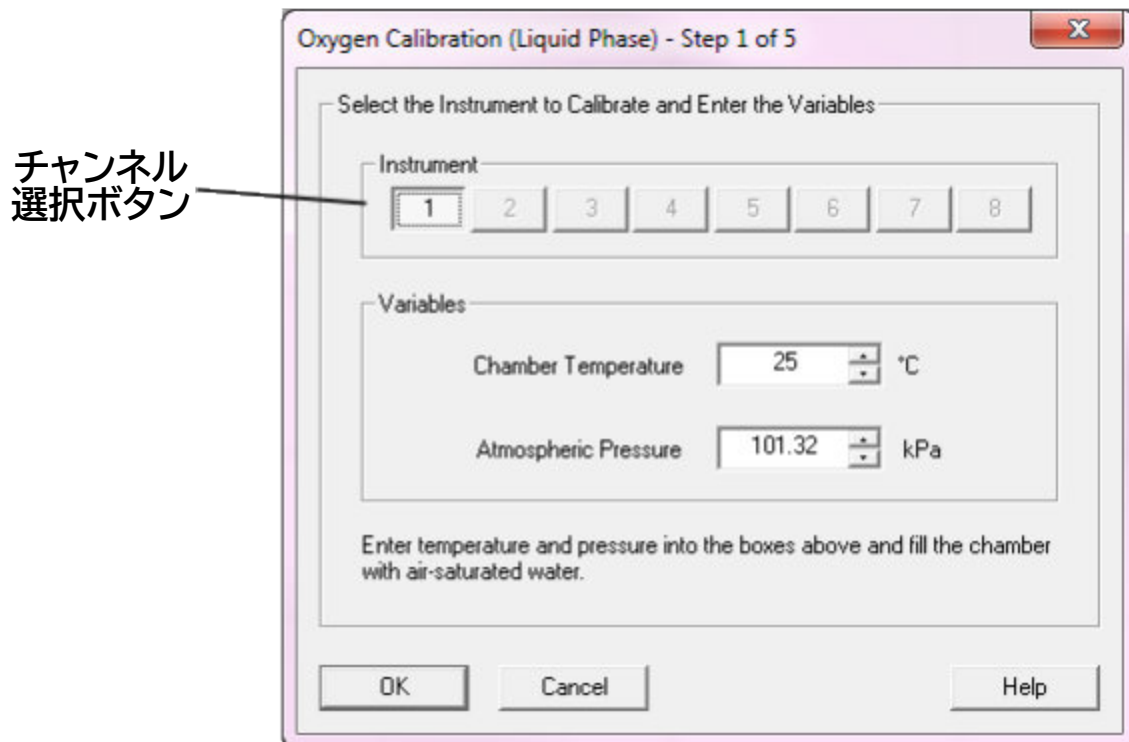 Oxygen Calibration (Liquid Phase) - Step 1 of 5
x
Select the Instrument to Calibrate and Enter the Variables
チャンネル
選択ボタン
Instrument
1 2 3 4 5 6 7 8
Variables
Chamber Temperature 25 °C
Atmospheric Pressure 101.32 kPa
Enter temperature and pressure into the boxes above and fill the chamber
with air-saturated water.
OK Cancel Help